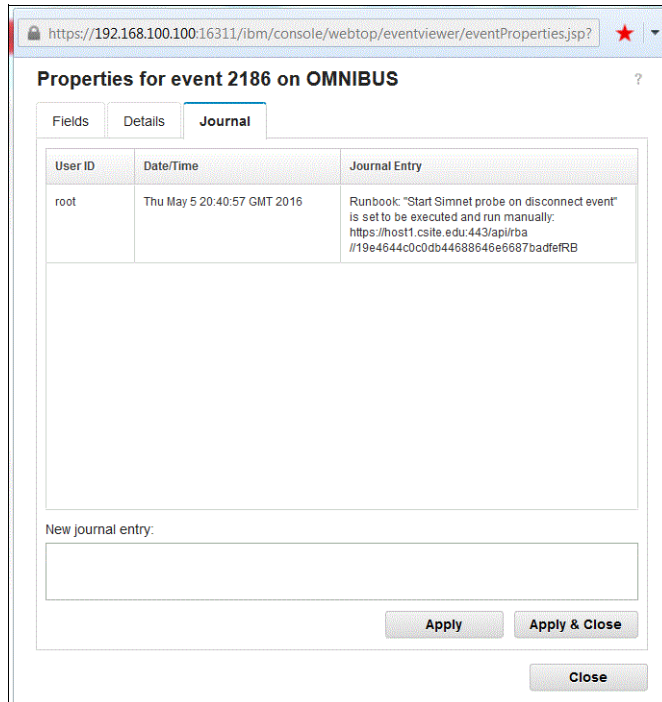 https://192.168.100.100:16311/ibm/console/webtop/eventviewer/eventProperties.jsp?
Properties for event 2186 on OMNIBUS
?
Fields Details Journal
User ID Date/Time Journal Entry
root Thu May 5 20:40:57 GMT 2016 Runbook: "Start Simnet probe on disconnect event"
is set to be executed and run manually:
https://host1.csite.edu:443/api/rba
//19e4644c0c0db44688646e6687badfefRB
New journal entry:
Apply Apply & Close
Close